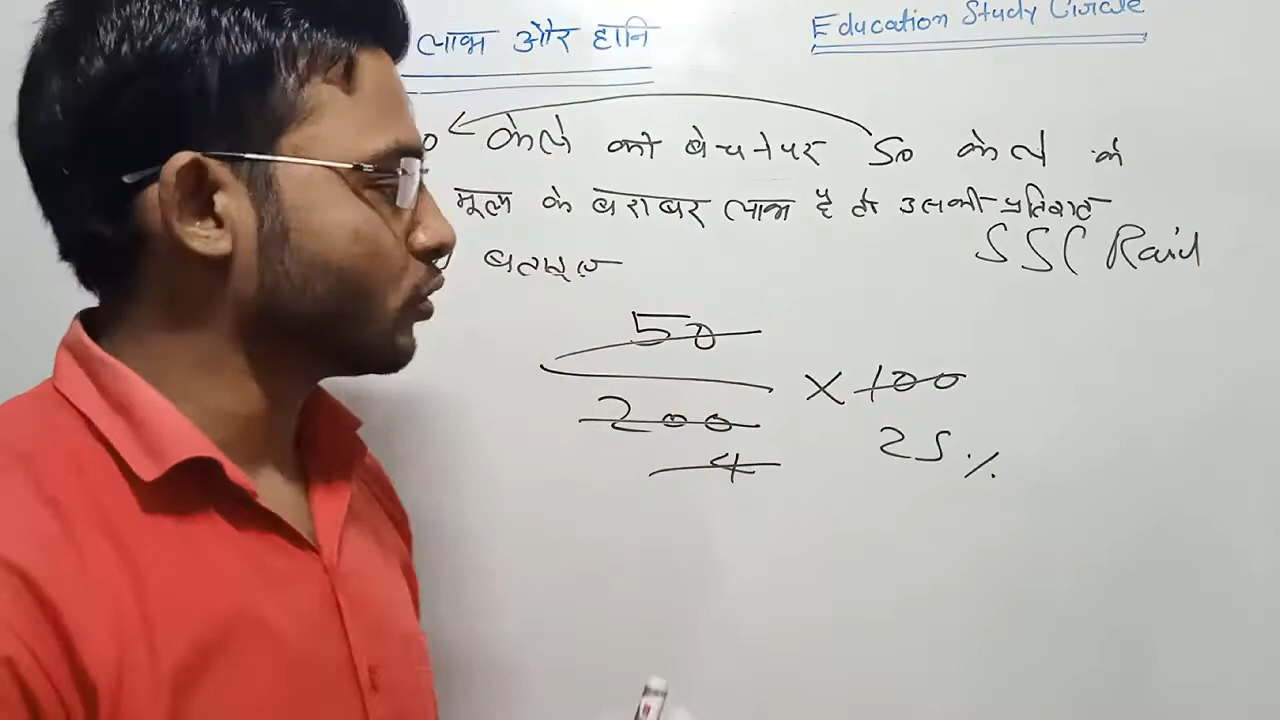 लाभ और हानि
Education Study Circle
0 केले को बेचने पर 50 केले के
मूल्य के बराबर लाभ है तो उसकी प्रतिशत
बताइए
SSC
50
200
4
× 100
25 %